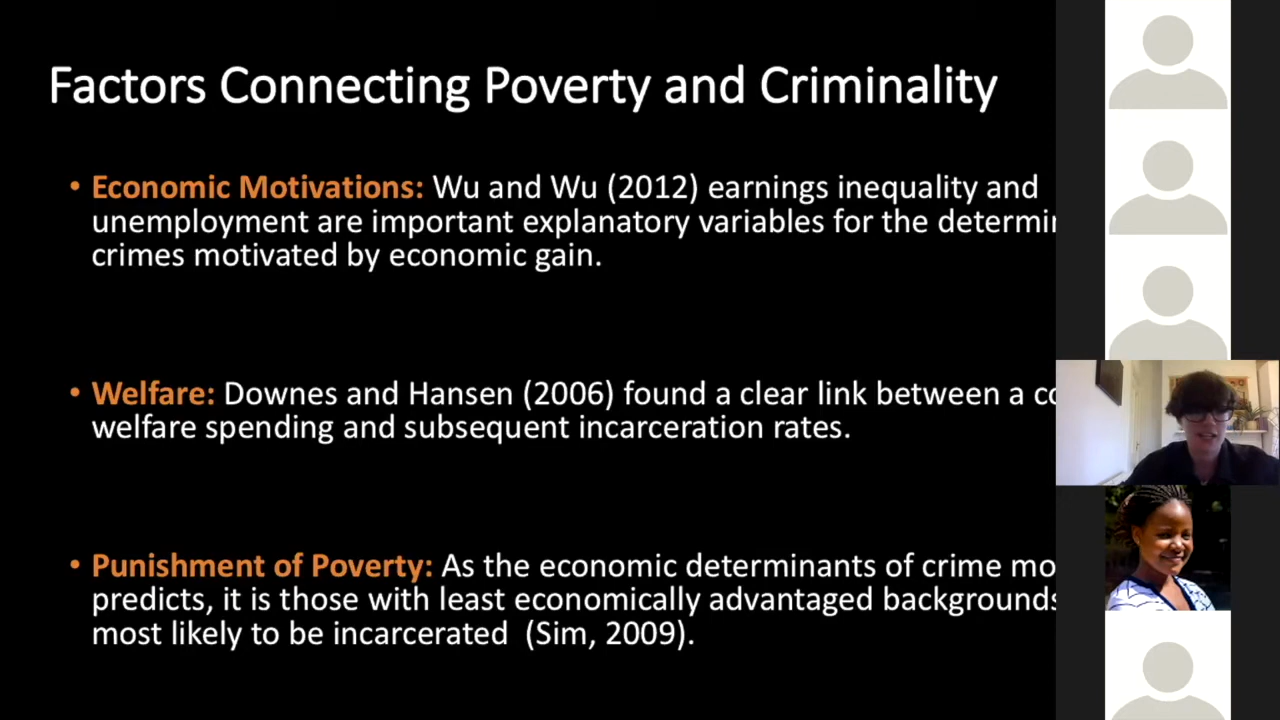 Factors Connecting Poverty and Criminality
• Economic Motivations: Wu and Wu (2012) earnings inequality and
unemployment are important explanatory variables for the
crimes motivated by economic gain.
• Welfare: Downes and Hansen (2006) found a clear link between a
welfare spending and subsequent incarceration rates.
• Punishment of Poverty: As the economic determinants of crime
predicts, it is those with least economically advantaged backgrounds
most likely to be incarcerated (Sim, 2009).